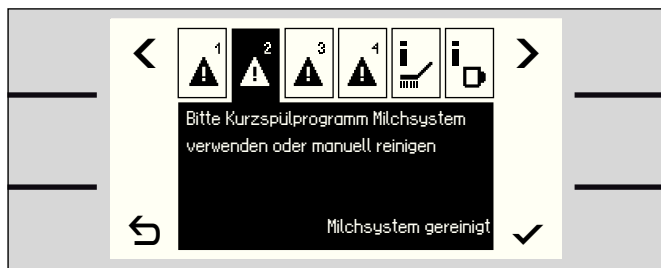 1 2 3 4
Bitte Kurzspülprogramm Milchsystem
verwenden oder manuell reinigen
Milchsystem gereinigt